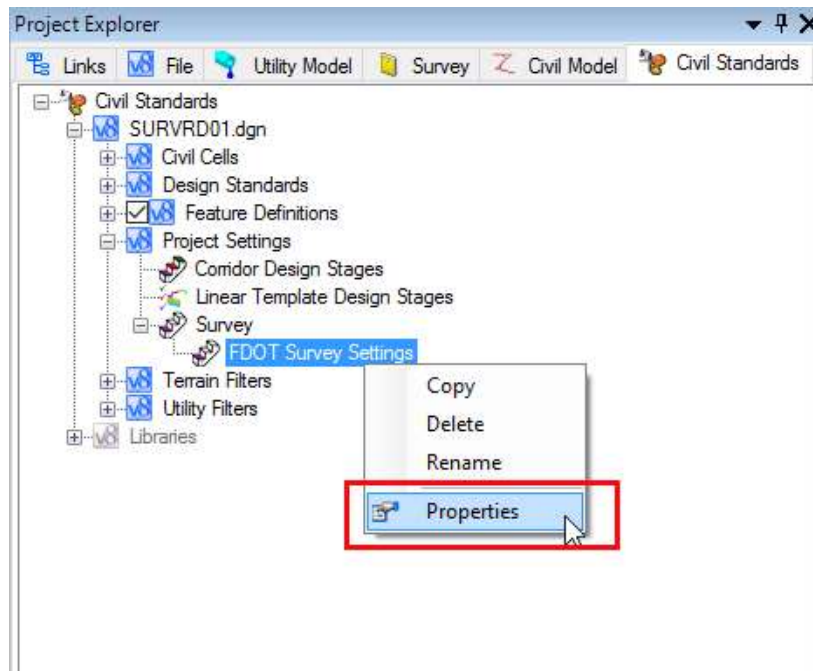 Project Explorer
Links File Utility Model Survey Civil Model Civil Standards
Civil Standards
SURVRD01.dgn
Civil Cells
Design Standards
Feature Definitions
Project Settings
Corridor Design Stages
Linear Template Design Stages
Survey
FDOT Survey Settings
Terrain Filters
Utility Filters
Libraries
Copy
Delete
Rename
Properties